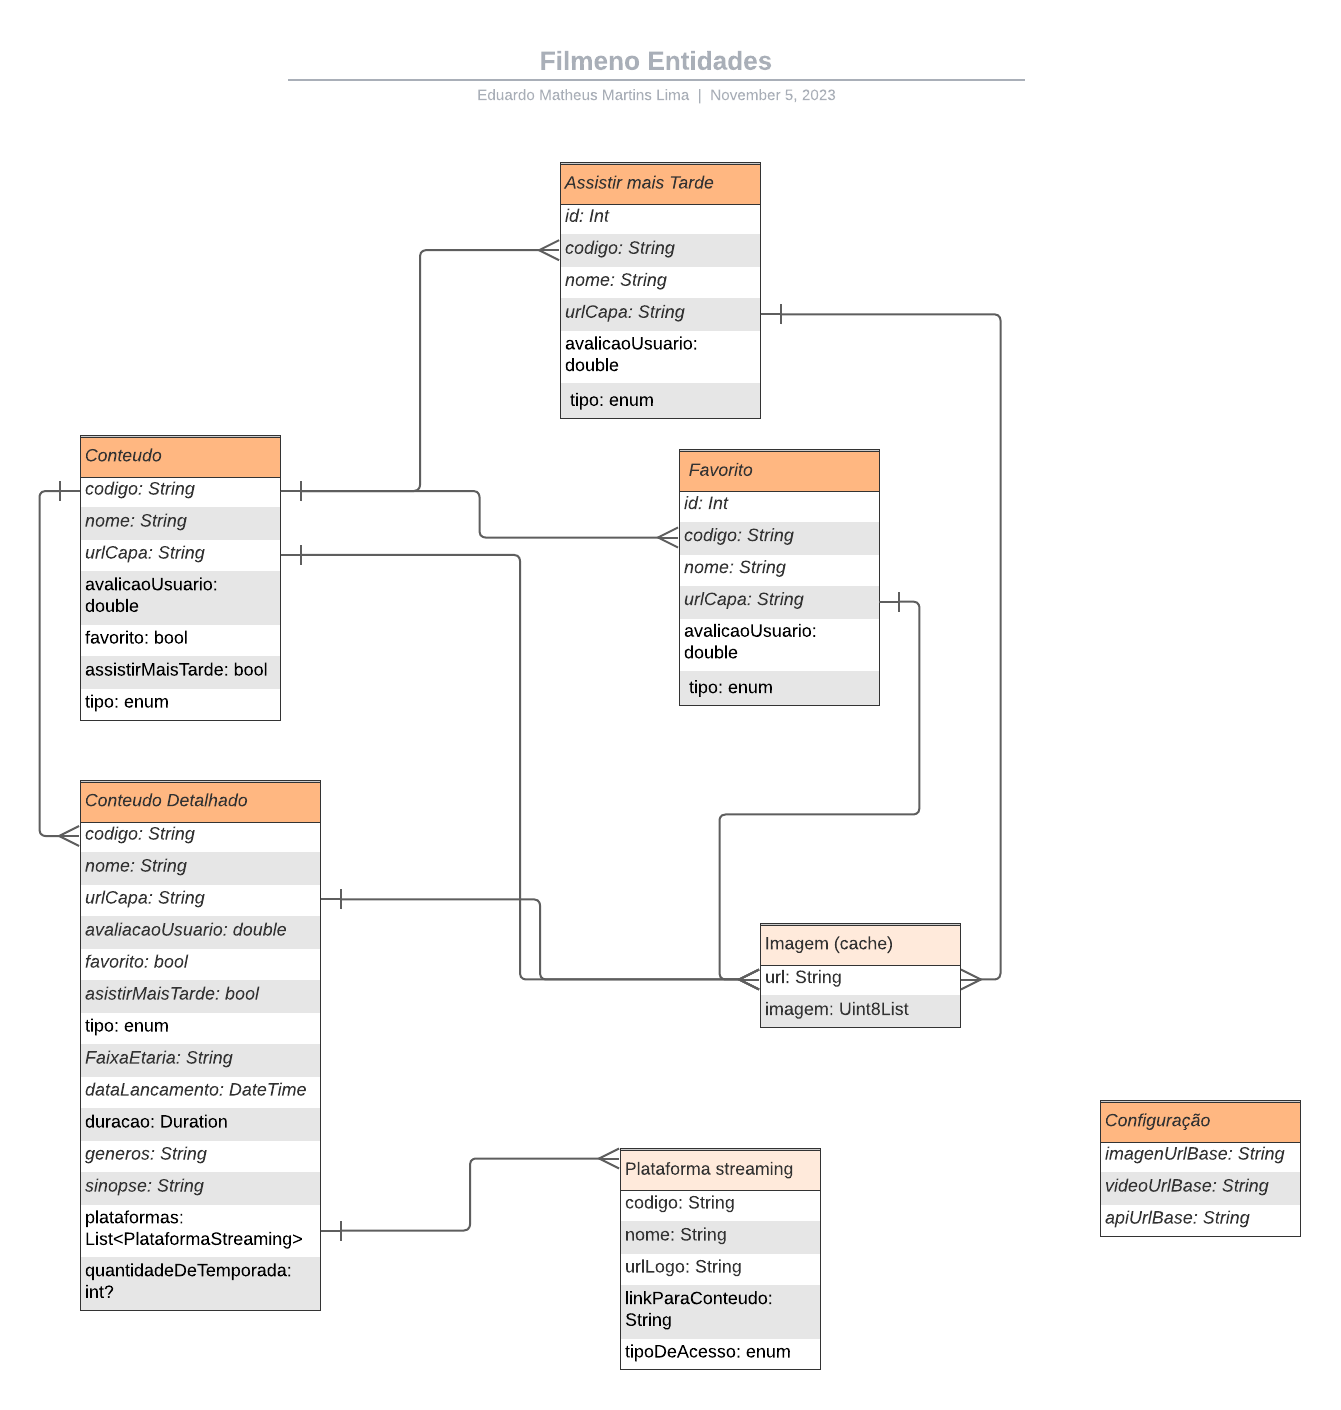 Filmeno Entidades
Eduardo Matheus Martins Lima | November 5, 2023
Assistir mais Tarde
id: Int
codigo: String
nome: String
urlCapa: String
avalicaoUsuario:
double
tipo: enum
Conteudo
codigo: String
nome: String
urlCapa: String
avalicaoUsuario:
double
favorito: bool
assistirMaisTarde: bool
tipo: enum
Favorito
id: Int
codigo: String
nome: String
urlCapa: String
avalicaoUsuario:
double
tipo: enum
Conteudo Detalhado
codigo: String
nome: String
urlCapa: String
avaliacaoUsuario: double
favorito: bool
asistirMaisTarde: bool
tipo: enum
FaixaEtaria: String
dataLancamento: DateTime
duracao: Duration
generos: String
sinopse: String
plataformas:
List<PlataformaStreaming>
quantidadeDeTemporada:
int?
Imagem (cache)
url: String
imagem: Uint8List
Plataforma streaming
codigo: String
nome: String
urlLogo: String
linkParaConteudo:
String
tipoDeAcesso: enum
Configuração
imagenUrlBase: String
videoUrlBase: String
apiUrlBase: String